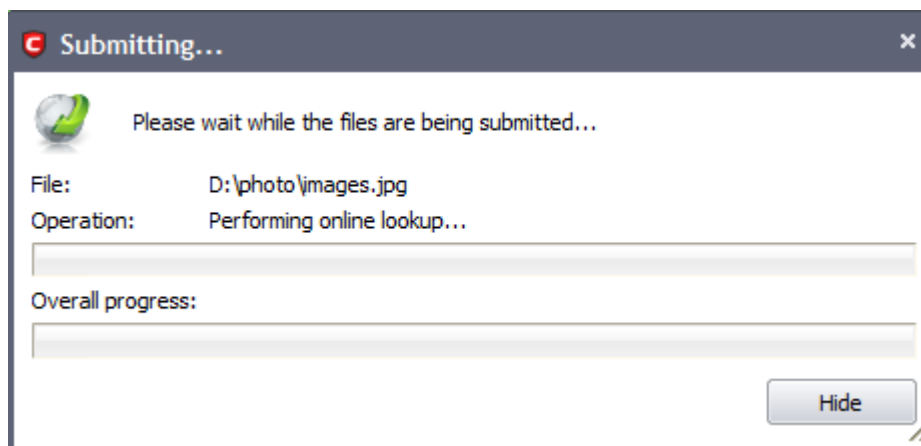 Submitting...
Please wait while the files are being submitted...
File: D:\photo\images.jpg
Operation: Performing online lookup...
Overall progress:
Hide